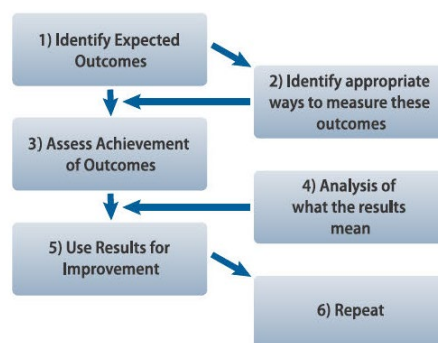 1) Identify Expected
Outcomes
2) Identify appropriate
ways to measure these
outcomes
3) Assess Achievement
of Outcomes
4) Analysis of
what the results
mean
5) Use Results for
Improvement
6) Repeat